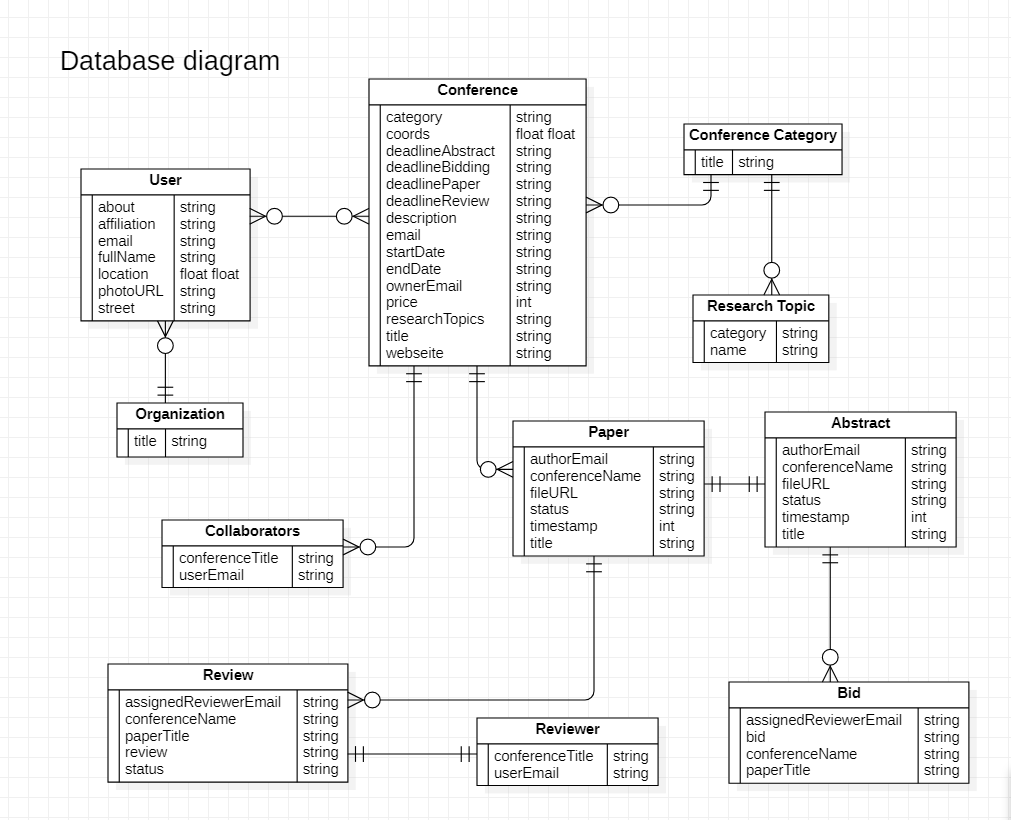 Database diagram
Conference
category string
coords float float
deadlineAbstract string
deadlineBidding string
deadlinePaper string
deadlineReview string
description string
email string
startDate string
endDate string
ownerEmail string
price int
researchTopics string
title string
webseite string
Conference Category
title string
User
about string
affiliation string
email string
fullName string
location float float
photoURL string
street string
Research Topic
category string
name string
Organization
title string
Paper
authorEmail string
conferenceName string
fileURL string
status string
timestamp int
title string
Abstract
authorEmail string
conferenceName string
fileURL string
status string
timestamp int
title string
Collaborators
conferenceTitle string
userEmail string
Review
assignedReviewerEmail string
conferenceName string
paperTitle string
review string
status string
Reviewer
conferenceTitle string
userEmail string
Bid
assignedReviewerEmail string
bid string
conferenceName string
paperTitle string